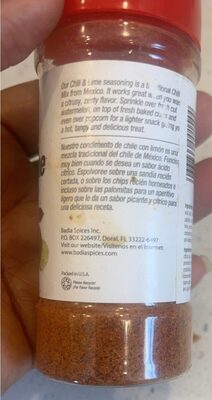 Our Chili & Lime seasoning is a Chili
Mix from Mexico. It works great you want
a citrusy, zesty flavor. Sprinkle over cut
watermelon, on top of fresh baked and
even over popcorn for a lighter snack you
a hot, tangy and delicious treat.
Nuestro condimento de chile con limón es una
mezcla tradicional del chile de México. Funciona
muy bien cuando se desea un sabor ácido
cítrico. Espolvoree sobre una sandía recién
cortada, o sobre los chips recién horneados e
incluso sobre las palomitas para un aperitivo
ligero que le da un sabor picante y cítrico para
una deliciosa receta.
Badia Spices Inc.
P.O. BOX 226497, Doral, FL 33222-6497
Visit our website/Visítenos en el Internet
www.badiaspices.com
Packed in U.S.A.
Please Recycle
Por Favor Recicle